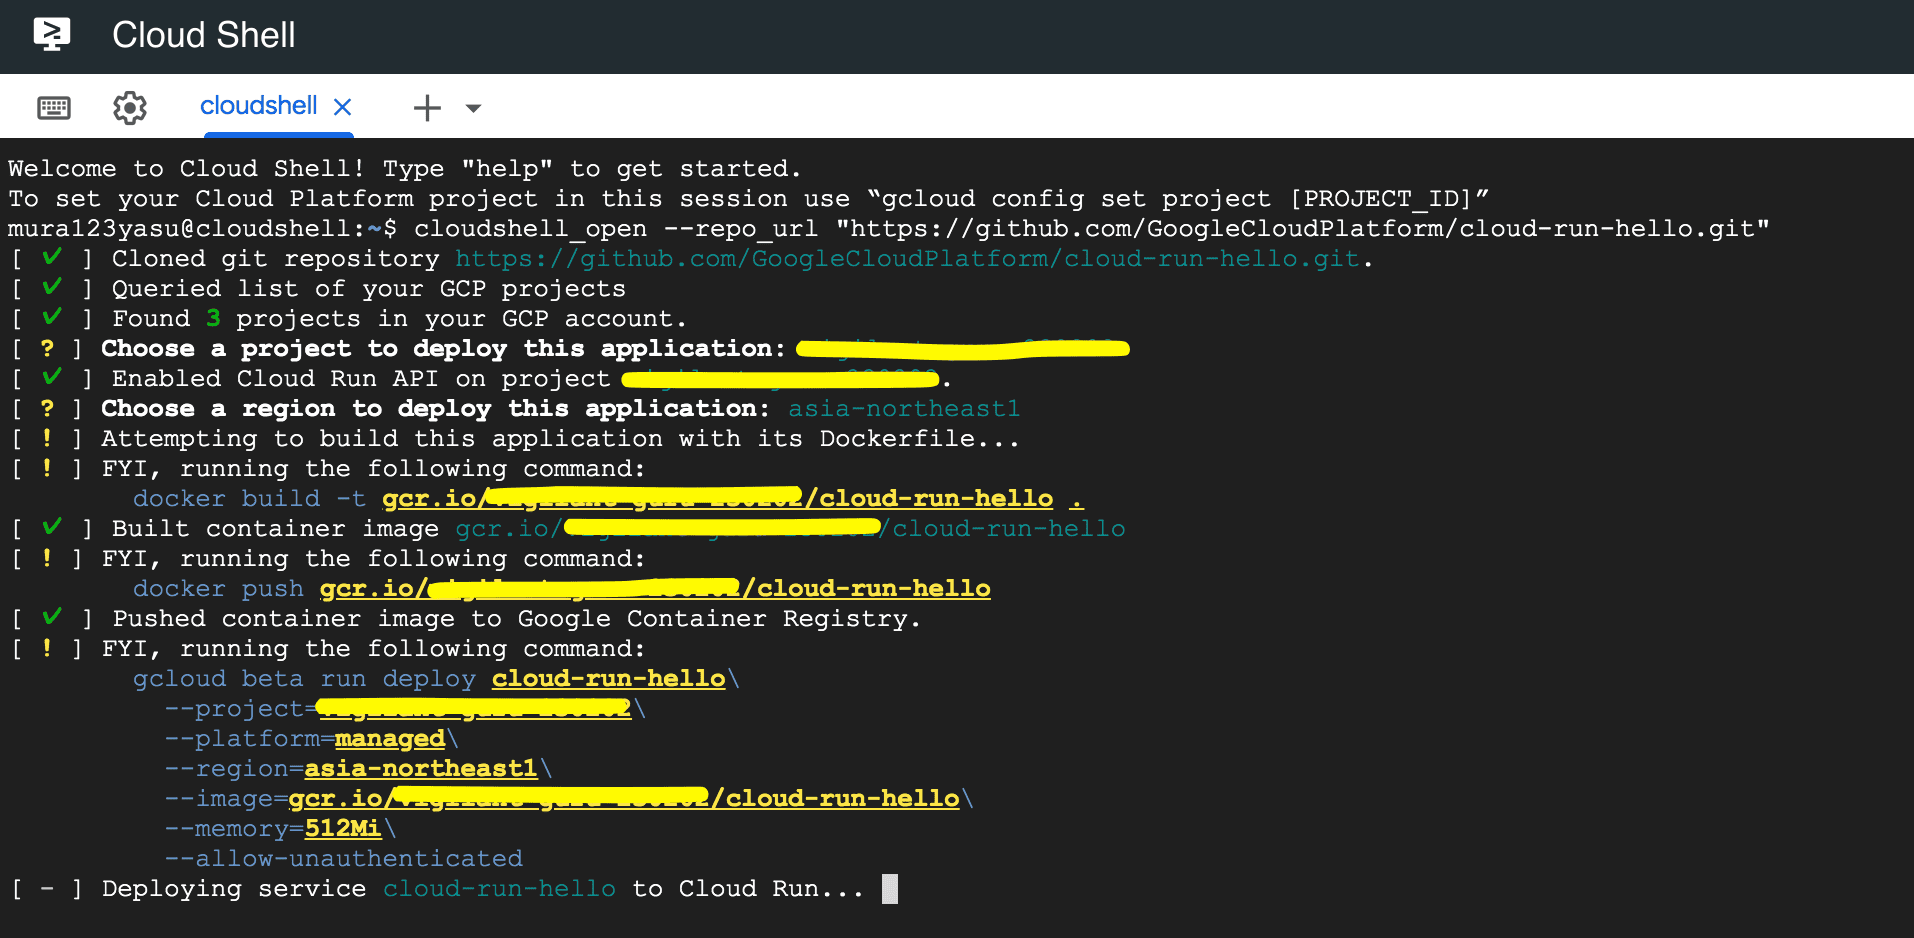 Cloud Shell
cloudshell
Welcome to Cloud Shell! Type "help" to get started.
To set your Cloud Platform project in this session use “gcloud config set project [PROJECT_ID]”
mura123yasu@cloudshell:~$ cloudshell_open --repo_url "https://github.com/GoogleCloudPlatform/cloud-run-hello.git"
[ ✔ ] Cloned git repository https://github.com/GoogleCloudPlatform/cloud-run-hello.git.
[ ✔ ] Queried list of your GCP projects
[ ✔ ] Found 3 projects in your GCP account.
[ ? ] Choose a project to deploy this application:
[ ✔ ] Enabled Cloud Run API on project .
[ ? ] Choose a region to deploy this application: asia-northeast1
[ ! ] Attempting to build this application with its Dockerfile...
[ ! ] FYI, running the following command:
docker build -t gcr.io/ /cloud-run-hello .
[ ✔ ] Built container image gcr.io/ /cloud-run-hello
[ ! ] FYI, running the following command:
docker push gcr.io/ /cloud-run-hello
[ ✔ ] Pushed container image to Google Container Registry.
[ ! ] FYI, running the following command:
gcloud beta run deploy cloud-run-hello\
--project= \
--platform=managed\
--region=asia-northeast1\
--image=gcr.io/ /cloud-run-hello\
--memory=512Mi\
--allow-unauthenticated
[ - ] Deploying service cloud-run-hello to Cloud Run...